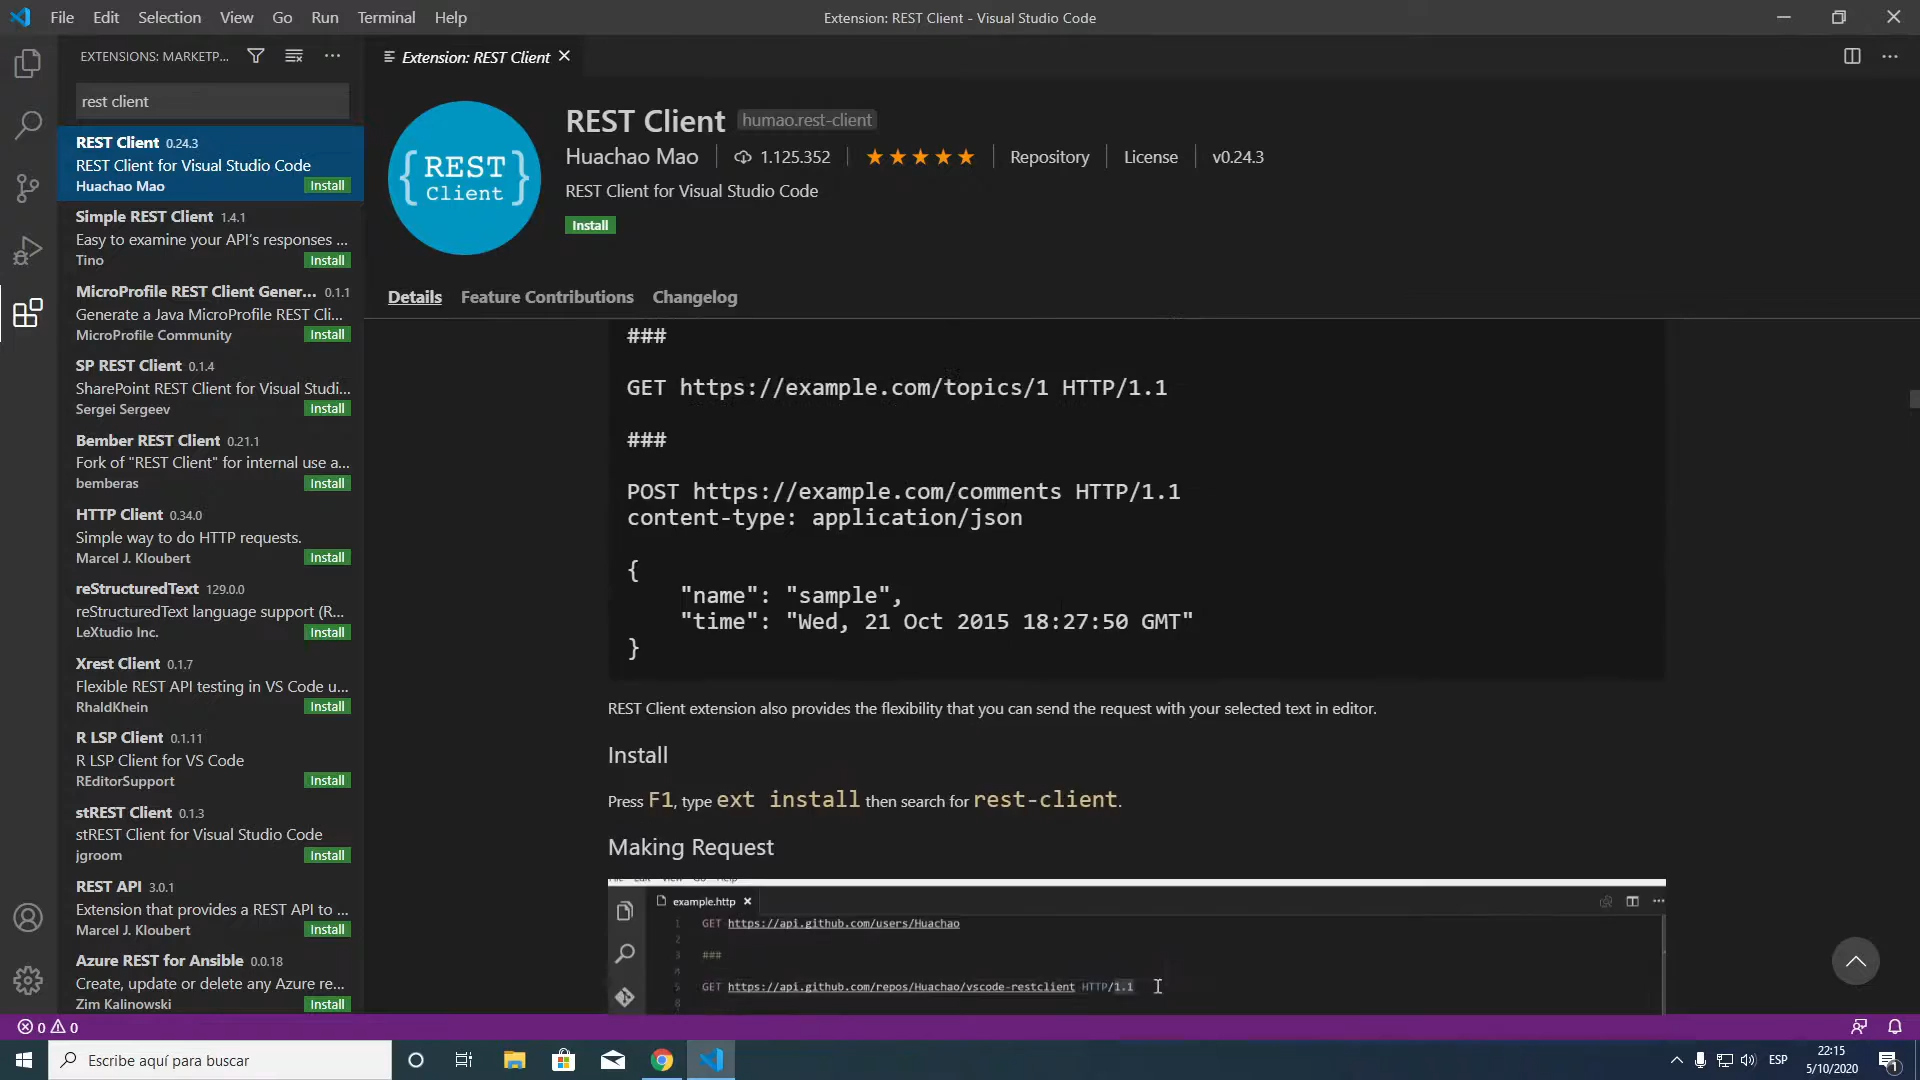 File Edit Selection View Go Run Terminal Help
Extension: REST Client - Visual Studio Code
EXTENSIONS: MARKETP...
rest client
REST Client 0.24.3
REST Client for Visual Studio Code
Huachao Mao Install
Simple REST Client 1.4.1
Easy to examine your API's responses ...
Tino Install
MicroProfile REST Client Gener... 0.1.1
Generate a Java MicroProfile REST Cli...
MicroProfile Community Install
SP REST Client 0.1.4
SharePoint REST Client for Visual Studi...
Sergei Sergeev Install
Bember REST Client 0.21.1
Fork of "REST Client" for internal use a...
bemberas Install
HTTP Client 0.34.0
Simple way to do HTTP requests.
Marcel J. Kloubert Install
reStructuredText 129.0.0
reStructuredText language support (R...
LeXtudio Inc. Install
Xrest Client 0.1.7
Flexible REST API testing in VS Code u...
RhaldKhein Install
R LSP Client 0.1.11
R LSP Client for VS Code
REditorSupport Install
stREST Client 0.1.3
stREST Client for Visual Studio Code
jgroom Install
REST API 3.0.1
Extension that provides a REST API to ...
Marcel J. Kloubert Install
Azure REST for Ansible 0.0.18
Create, update or delete any Azure re...
Zim Kalinowski Install
Extension: REST Client
{REST
Client}
REST Client humao.rest-client
Huachao Mao 1.125.352 Repository License v0.24.3
REST Client for Visual Studio Code
Install
Details Feature Contributions Changelog
###
GET https://example.com/topics/1 HTTP/1.1
###
POST https://example.com/comments HTTP/1.1
content-type: application/json
{
"name": "sample",
"time": "Wed, 21 Oct 2015 18:27:50 GMT"
}
REST Client extension also provides the flexibility that you can send the request with your selected text in editor.
Install
Press F1, type ext install then search for rest-client.
Making Request
example.http
1 GET https://api.github.com/users/Huachao
2
3 ###
4
5 GET https://api.github.com/repos/Huachao/vscode-restclient HTTP/1.1
0 0
Escribe aquí para buscar
ESP
22:15
5/10/2020
1